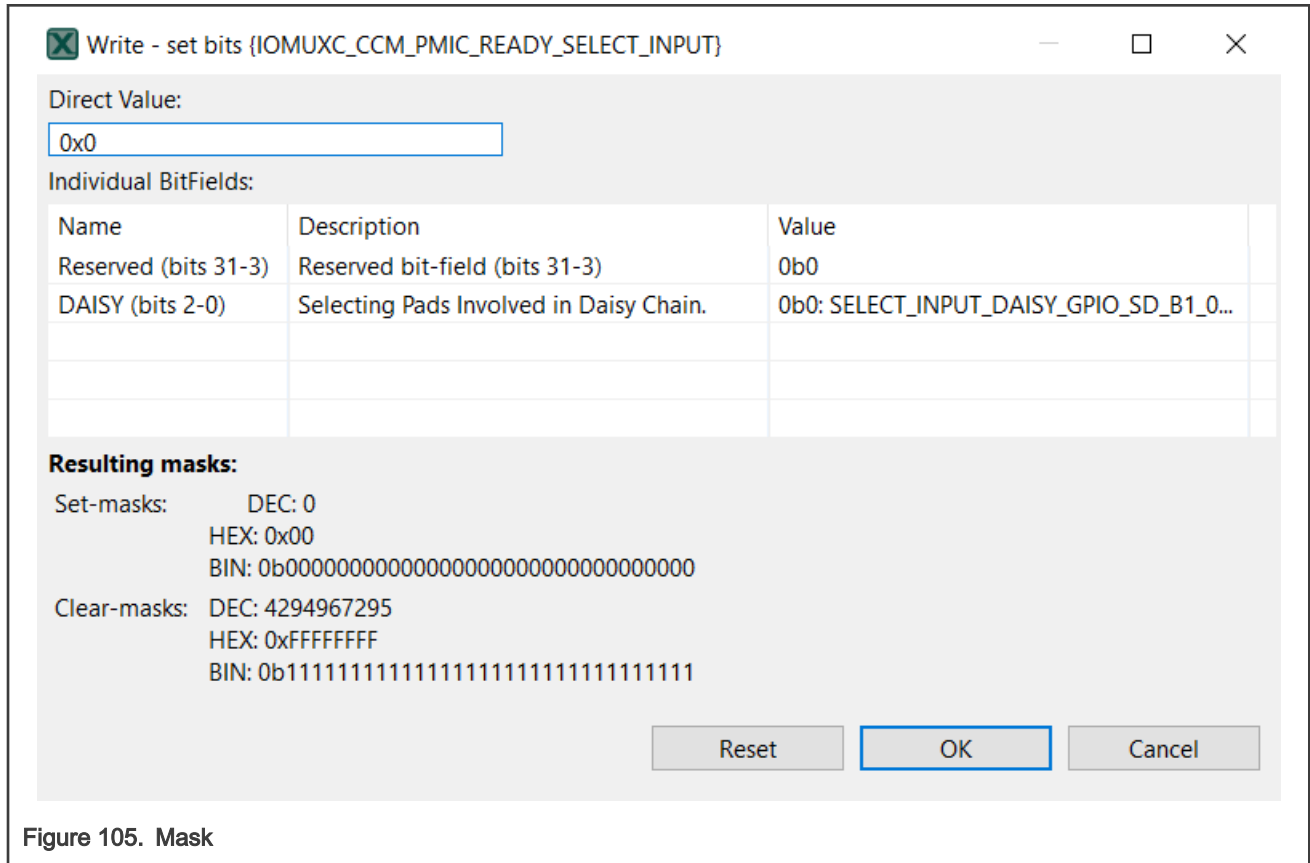 Write - set bits {IOMUXC_CCM_PMIC_READY_SELECT_INPUT}
Direct Value:
0x0
Individual BitFields:
Name Description Value
Reserved (bits 31-3) Reserved bit-field (bits 31-3) 0b0
DAISY (bits 2-0) Selecting Pads Involved in Daisy Chain. 0b0: SELECT_INPUT_DAISY_GPIO_SD_B1_0...
Resulting masks:
Set-masks: DEC: 0
HEX: 0x00
BIN: 0b00000000000000000000000000000000
Clear-masks: DEC: 4294967295
HEX: 0xFFFFFFFF
BIN: 0b11111111111111111111111111111111
Reset OK Cancel
Figure 105. Mask